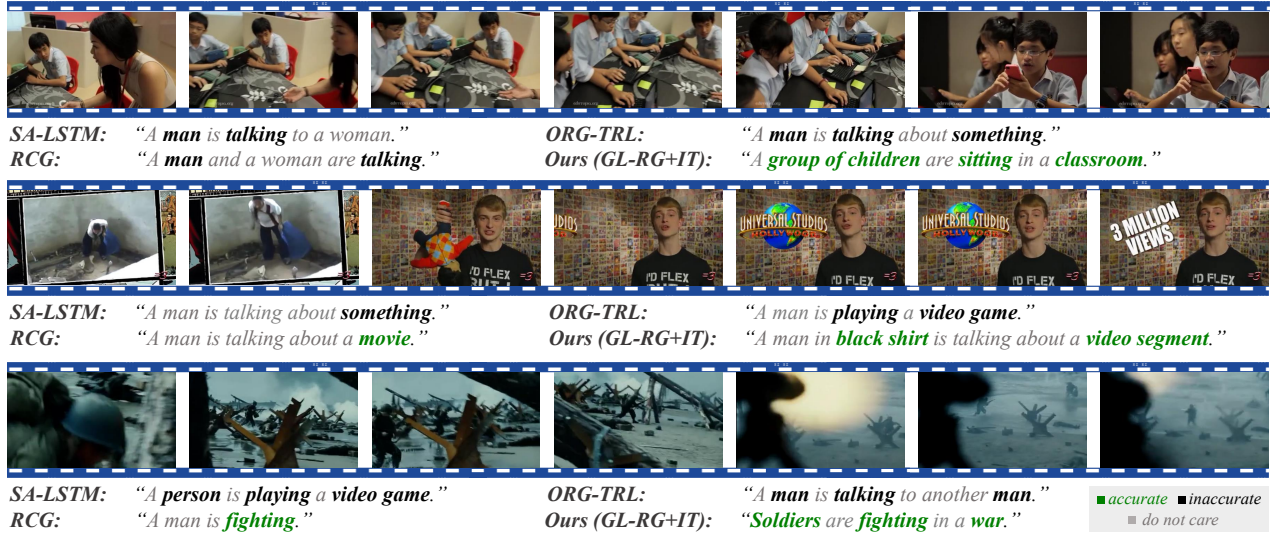 SA-LSTM: “A man is talking to a woman.” ORG-TRL: “A man is talking about something.”
RCG: “A man and a woman are talking.” Ours (GL-RG+IT): “A group of children are sitting in a classroom.”
UNIVERSAL STUDIOS HOLLYWOOD
UDIOS
I'D FLEX
BUT I
=3
3 MILLION
VIEWS
SA-LSTM: “A man is talking about something.” ORG-TRL: “A man is playing a video game.”
RCG: “A man is talking about a movie.” Ours (GL-RG+IT): “A man in black shirt is talking about a video segment.”
SA-LSTM: “A person is playing a video game.” ORG-TRL: “A man is talking to another man.”
RCG: “A man is fighting.” Ours (GL-RG+IT): “Soldiers are fighting in a war.”
accurate inaccurate
do not care